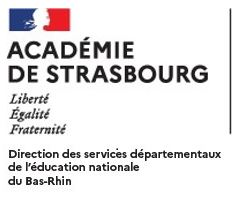 ACADÉMIE
DE STRASBOURG
Liberté
Égalité
Fraternité
Direction des services départementaux
de l'éducation nationale
du Bas-Rhin